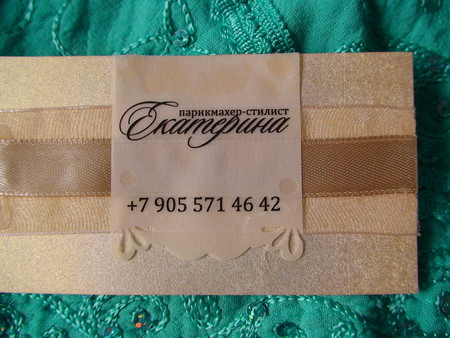 парикмахер-стилист
Екатерина
+7 905 571 46 42